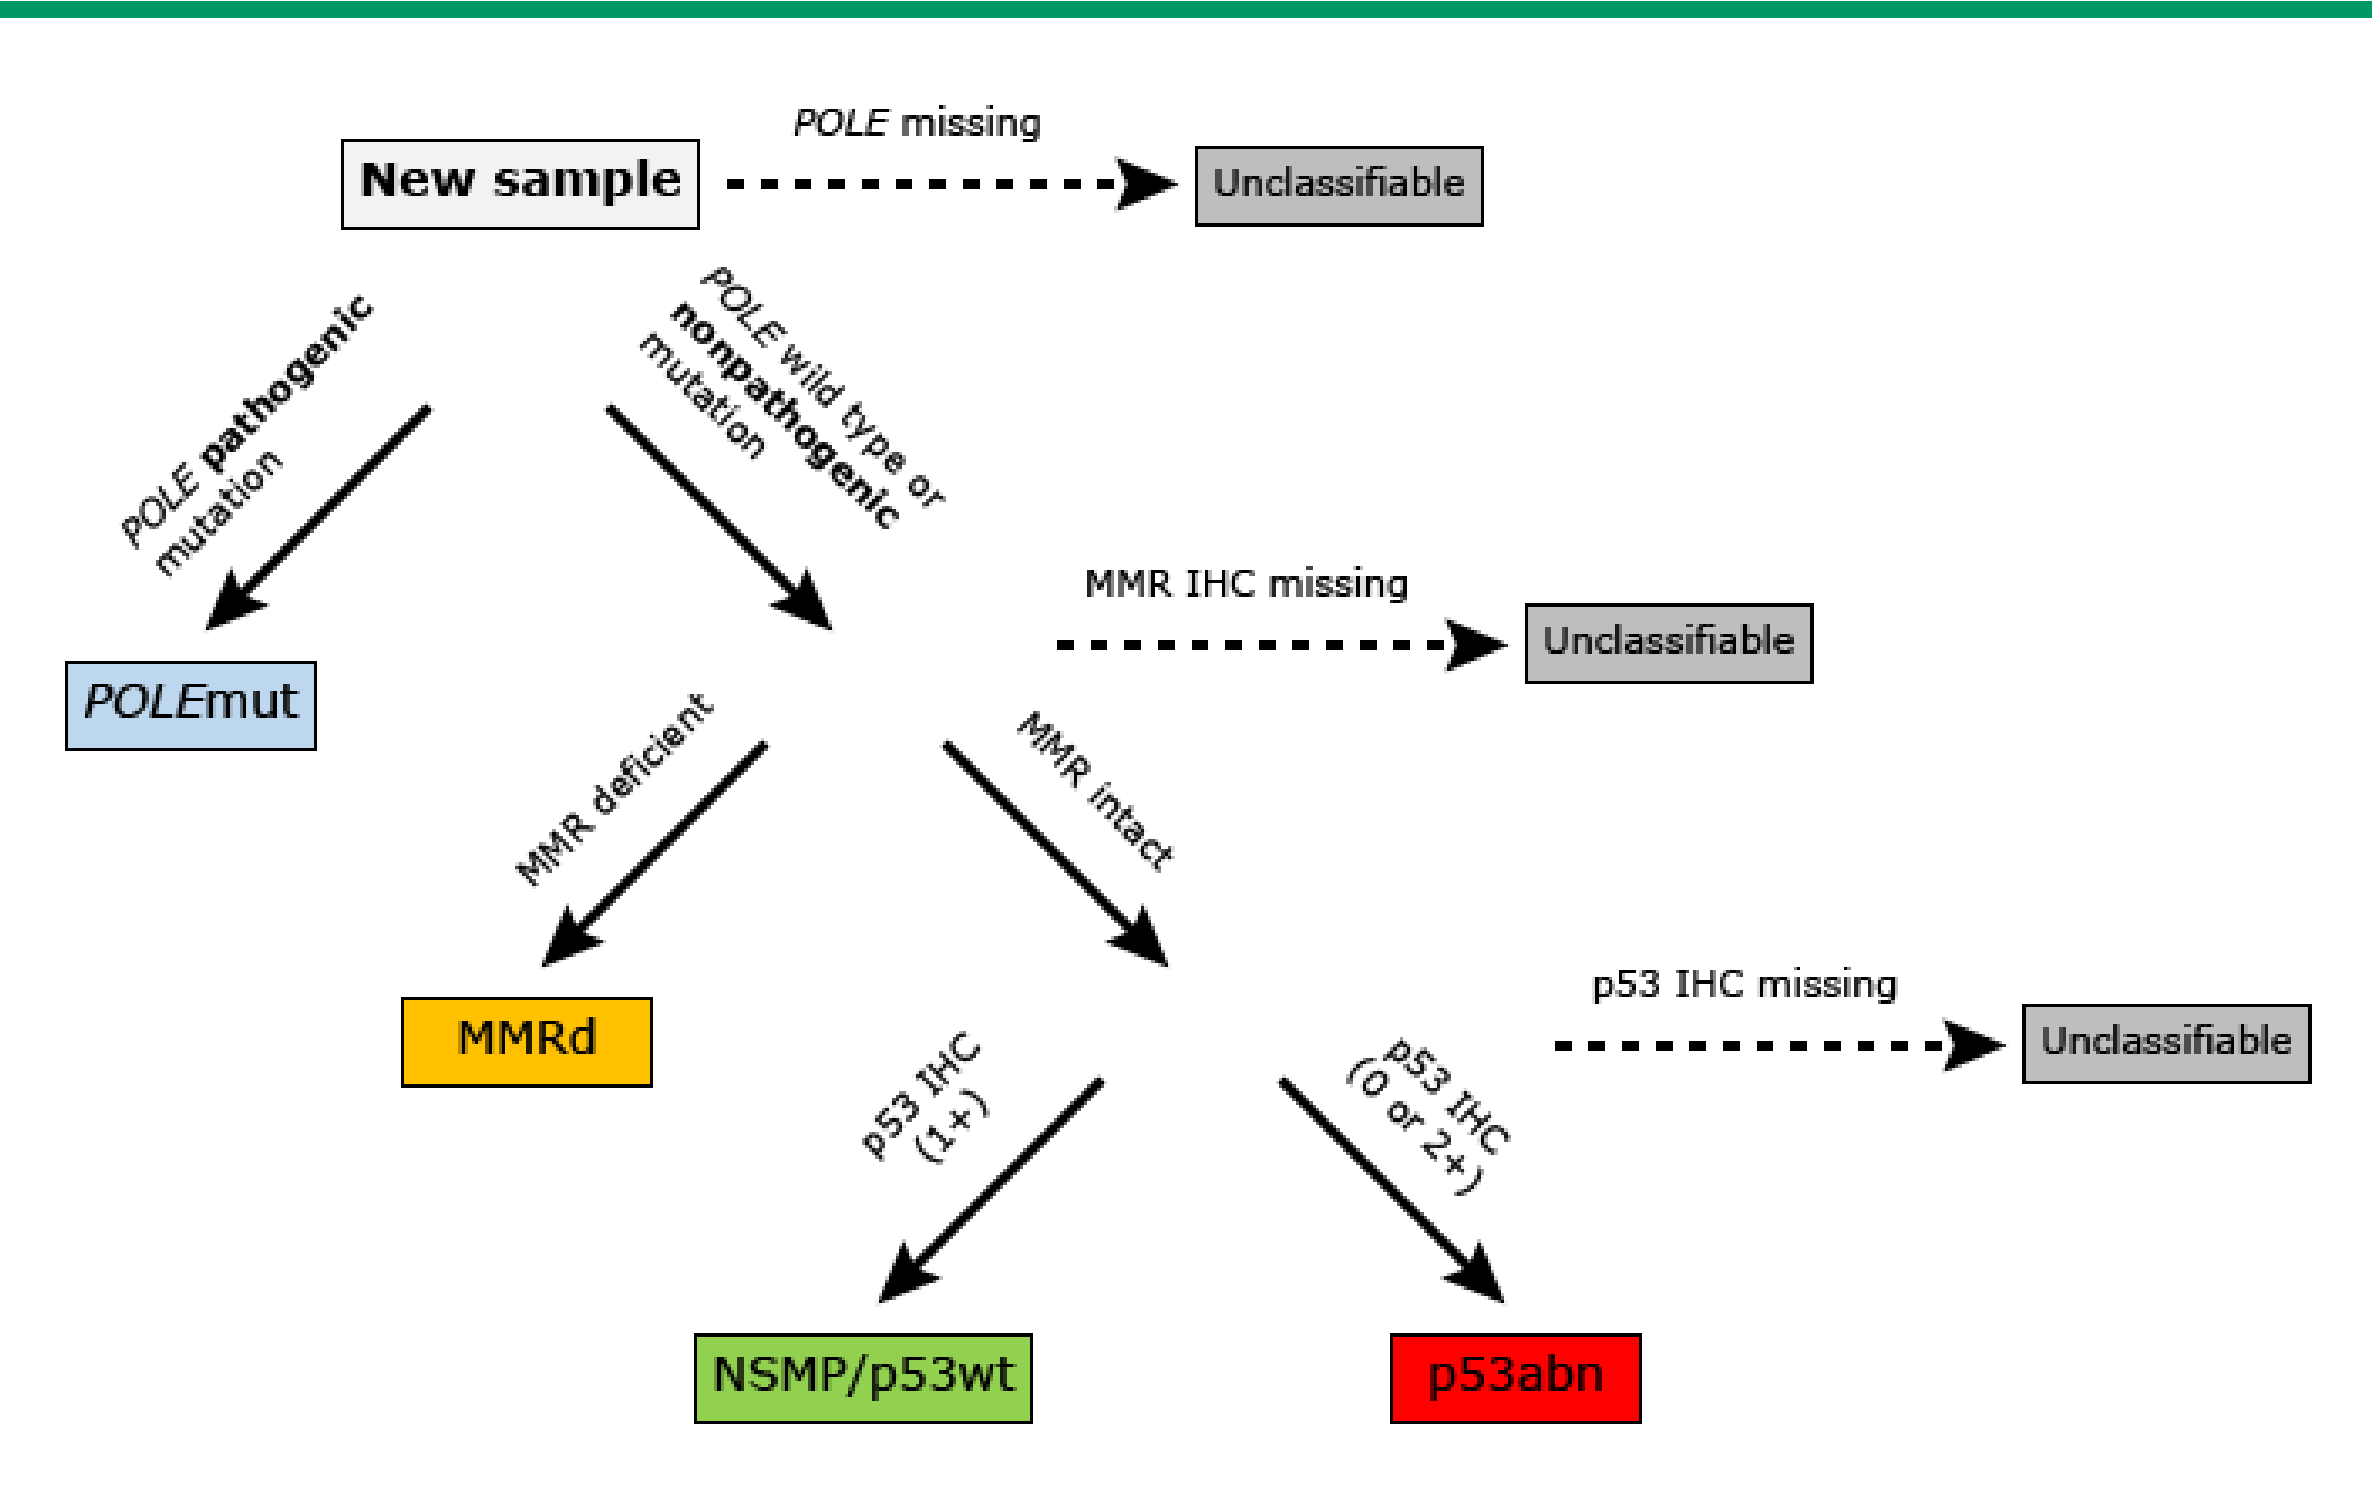 POLE missing
New sample
Unclassifiable
POLE pathogenic
mutation
POLE wild type or
nonpathogenic
mutation
MMR IHC missing
Unclassifiable
POLEmut
MMR deficient
MMR intact
p53 IHC missing
MMRd
Unclassifiable
p53 IHC
(1+)
p53 IHC
(0 or 2+)
NSMP/p53wt
p53abn